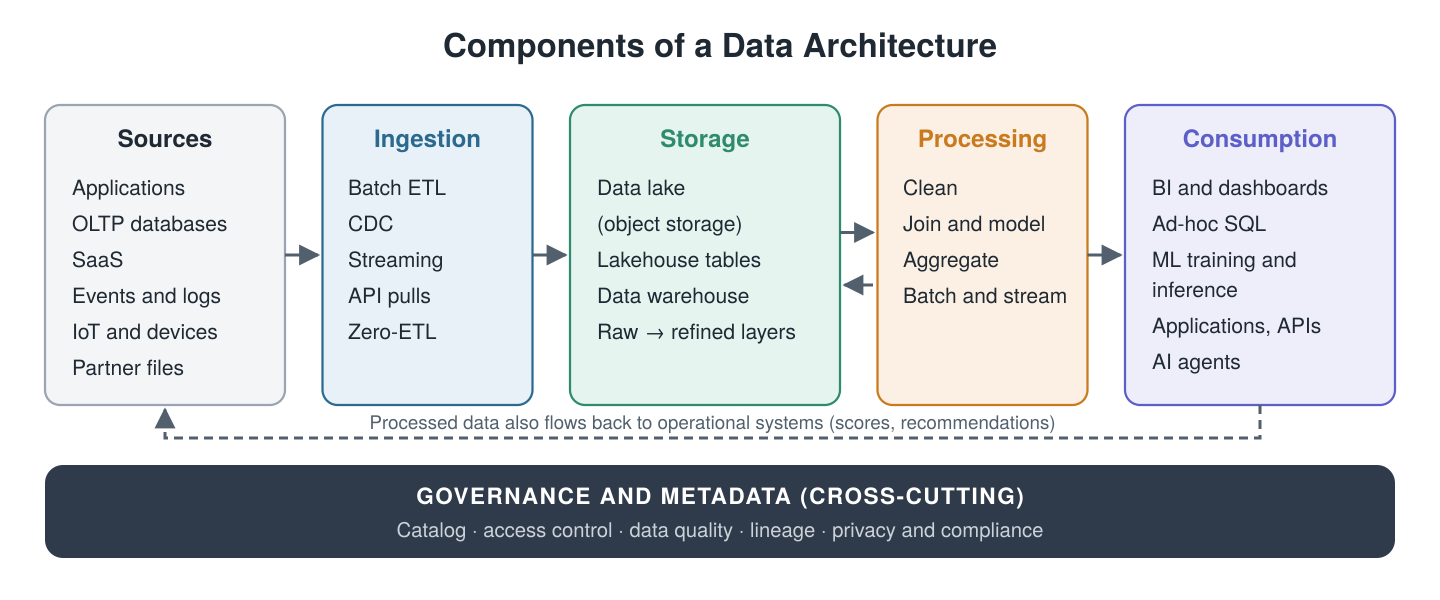 Components of a Data Architecture
Sources
Applications
OLTP databases
SaaS
Events and logs
IoT and devices
Partner files
Ingestion
Batch ETL
CDC
Streaming
API pulls
Zero-ETL
Storage
Data lake
(object storage)
Lakehouse tables
Data warehouse
Raw → refined layers
Processing
Clean
Join and model
Aggregate
Batch and stream
Consumption
BI and dashboards
Ad-hoc SQL
ML training and
inference
Applications, APIs
AI agents
Processed data also flows back to operational systems (scores, recommendations)
GOVERNANCE AND METADATA (CROSS-CUTTING)
Catalog · access control · data quality · lineage · privacy and compliance